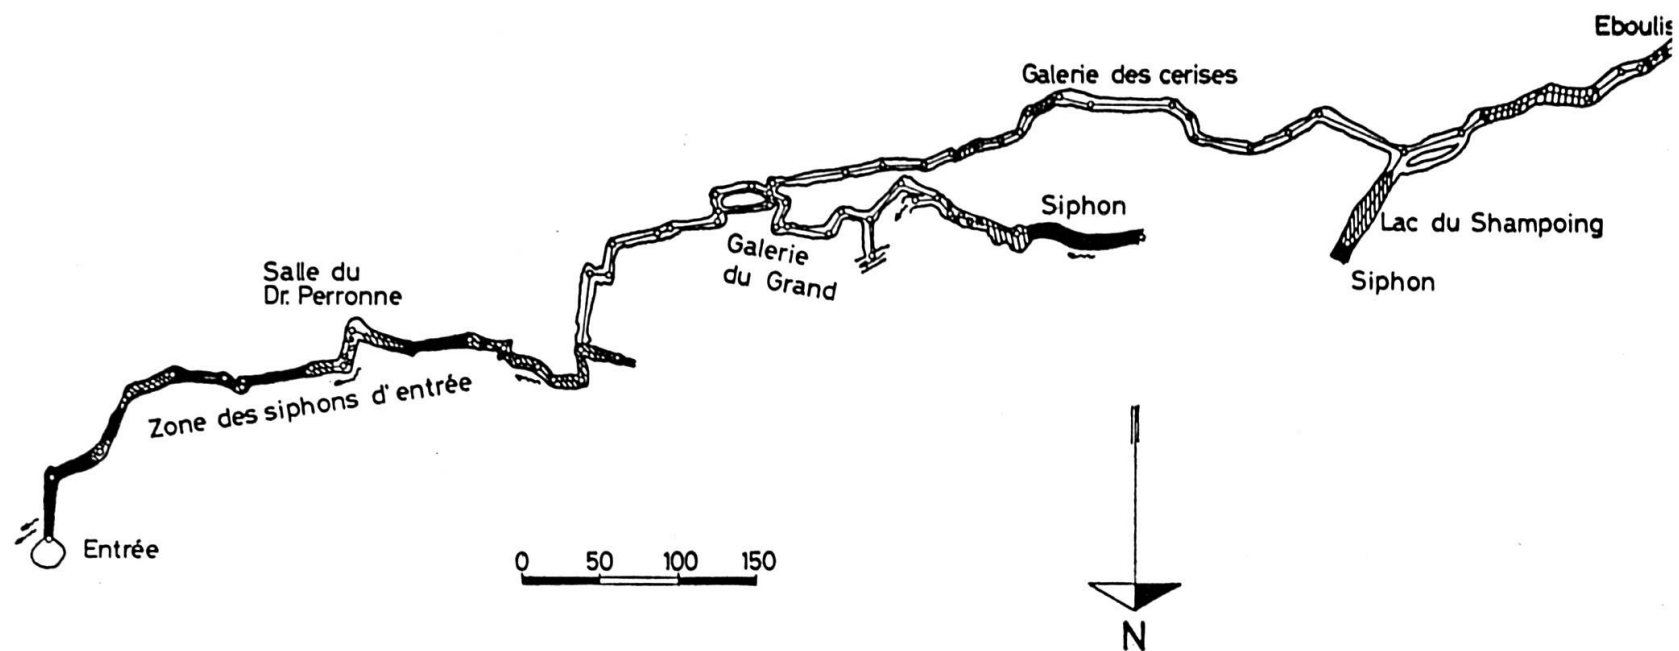 Eboulis
Galerie des cerises
Siphon
Lac du Shampoing
Siphon
Galerie
du Grand
Salle du
Dr. Perronne
Zone des siphons d'entrée
Entrée
0 50 100 150
N